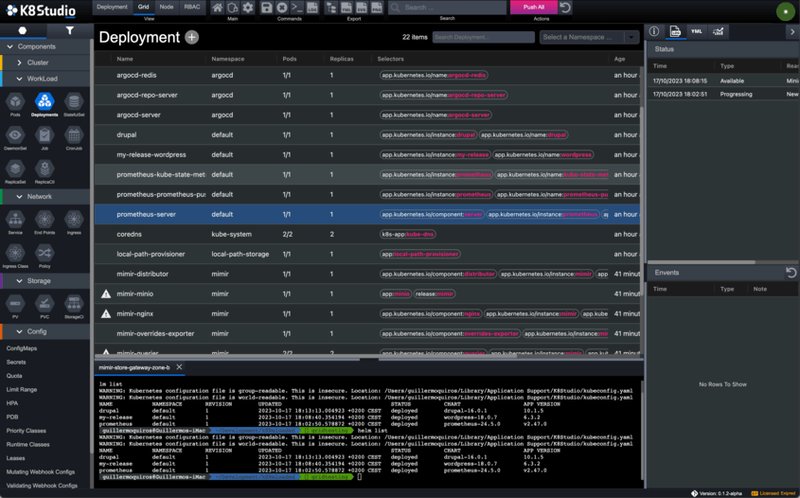 K8Studio
Deployment Grid Node RBAC
View Main Commands Export Search Actions
Search ...
Push All
Components
Cluster
WorkLoad
Pods Deployments StatefulSet
DaemonSet Job CronJob
ReplicaSet ReplicaCtl
Network
Service End Points Ingress
Ingress Class Policy
Storage
PV PVC StorageCl
Config
ConfigMaps
Secrets
Quota
Limit Range
HPA
PDB
Priority Classes
Runtime Classes
Leases
Mutating Webhook Configs
Validating Webhook Configs
Deployment
22 items
Search Deployment...
Select a Namespace ...
Name Namespace Pods Replicas Selectors Age
argocd-redis argocd 1/1 1 app.kubernetes.io/name:argocd-redis an hour
argocd-repo-server argocd 1/1 1 app.kubernetes.io/name:argocd-repo-server an hour
argocd-server argocd 1/1 1 app.kubernetes.io/name:argocd-server an hour
drupal default 1/1 1 app.kubernetes.io/instance:drupal app.kubernetes.io/name:drupal an hour
my-release-wordpress default 1/1 1 app.kubernetes.io/instance:my-release app.kubernetes.io/name:wordpress an hour
prometheus-kube-state-met default 1/1 1 app.kubernetes.io/instance:prometheus app.kubernetes.io/name:kube-state-met an hour
prometheus-prometheus-pu default 1/1 1 app.kubernetes.io/instance:prometheus app.kubernetes.io/name:prometheus-pu an hour
prometheus-server default 1/1 1 app.kubernetes.io/component:server app.kubernetes.io/instance:prometheus an hour
coredns kube-system 2/2 2 k8s-app:kube-dns an hour
local-path-provisioner local-path-storage 1/1 1 app:local-path-provisioner an hour
mimir-distributor mimir 1/1 1 app.kubernetes.io/component:distributor app.kubernetes.io/instance:mimir 41 minut
mimir-minio mimir 1/1 1 app:minio release:mimir 41 minut
mimir-nginx mimir 1/1 1 app.kubernetes.io/component:nginx app.kubernetes.io/instance:mimir 41 minut
mimir-overrides-exporter mimir 1/1 1 app.kubernetes.io/component:overrides-exporter app.kubernetes.io/instance:mi 41 minut
mimir-querier mimir 2/2 2 app.kubernetes.io/component:querier app.kubernetes.io/instance:mimir 41 minut
mimir-store-gateway-zone-b
lm list
WARNING: Kubernetes configuration file is group-readable. This is insecure. Location: /Users/guillermoquiros/Library/Application Support/K8Studio/kubeconfig.yaml
WARNING: Kubernetes configuration file is world-readable. This is insecure. Location: /Users/guillermoquiros/Library/Application Support/K8Studio/kubeconfig.yaml
NAME NAMESPACE REVISION UPDATED STATUS CHART APP VERSION
drupal default 1 2023-10-17 18:13:13.004923 +0200 CEST deployed drupal-16.0.1 10.1.5
my-release default 1 2023-10-17 18:08:40.354194 +0200 CEST deployed wordpress-18.0.7 6.3.2
prometheus default 1 2023-10-17 18:02:50.578872 +0200 CEST deployed prometheus-24.5.0 v2.47.0
guillermoquiros@Guillermos-iMac helm list
WARNING: Kubernetes configuration file is group-readable. This is insecure. Location: /Users/guillermoquiros/Library/Application Support/K8Studio/kubeconfig.yaml
WARNING: Kubernetes configuration file is world-readable. This is insecure. Location: /Users/guillermoquiros/Library/Application Support/K8Studio/kubeconfig.yaml
NAME NAMESPACE REVISION UPDATED STATUS CHART APP VERSION
drupal default 1 2023-10-17 18:13:13.004923 +0200 CEST deployed drupal-16.0.1 10.1.5
my-release default 1 2023-10-17 18:08:40.354194 +0200 CEST deployed wordpress-18.0.7 6.3.2
prometheus default 1 2023-10-17 18:02:50.578872 +0200 CEST deployed prometheus-24.5.0 v2.47.0
guillermoquiros@Guillermos-iMac
YML
Status
Time Type Reaso
17/10/2023 18:08:15 Available Mini
17/10/2023 18:02:51 Progressing New
Envents
Time Type Note
No Rows To Show
Version: 0.1.2-alpha
Licensed Expired